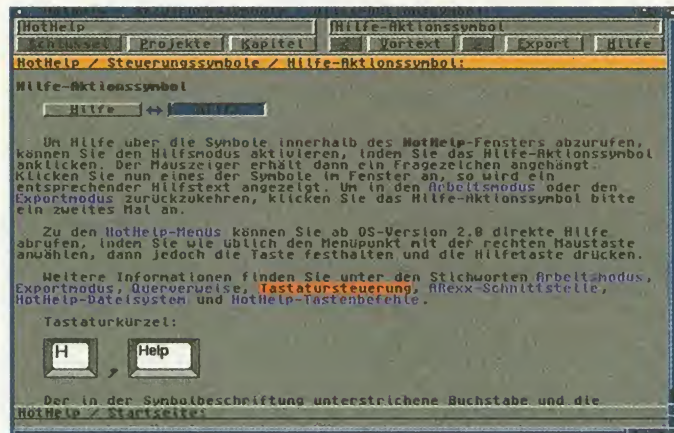 HotHelp Hilfe-Aktionssymbol
Schlüssel Projekte Kapitel < Vortext Export Hilfe
HotHelp / Steuerungssymbole / Hilfe-Aktionssymbol:
Hilfe-Aktionssymbol
Hilfe ⇔
Um Hilfe über die Symbole innerhalb des HotHelp-Fensters abzurufen,
können Sie den Hilfsmodus aktivieren, indem Sie das Hilfe-Aktionssymbol
anklicken. Der Mauszeiger erhält dann ein Fragezeichen angehängt.
Klicken Sie nun eines der Symbole im Fenster an, so wird ein
entsprechender Hilfstext angezeigt. Um in den Arbeitsmodus oder den
Exportmodus zurückzukehren, klicken Sie das Hilfe-Aktionssymbol bitte
ein zweites Mal an.
Zu den HotHelp-Menüs können Sie ab OS-Version 2.0 direkte Hilfe
abrufen, indem Sie wie üblich den Menüpunkt mit der rechten Maustaste
anwählen, dann jedoch die Taste festhalten und die Hilfetaste drücken.
Weitere Informationen finden Sie unter den Stichworten Arbeitsmodus,
Exportmodus, Querverweise, Tastatursteuerung, ARexx-Schnittstelle,
HotHelp-Dateisystem und HotHelp-Tastenbefehle.
Tastaturkürzel:
H , Help
Der in der Symbolbeschriftung unterstrichene Buchstabe und die
HotHelp / Startseite: